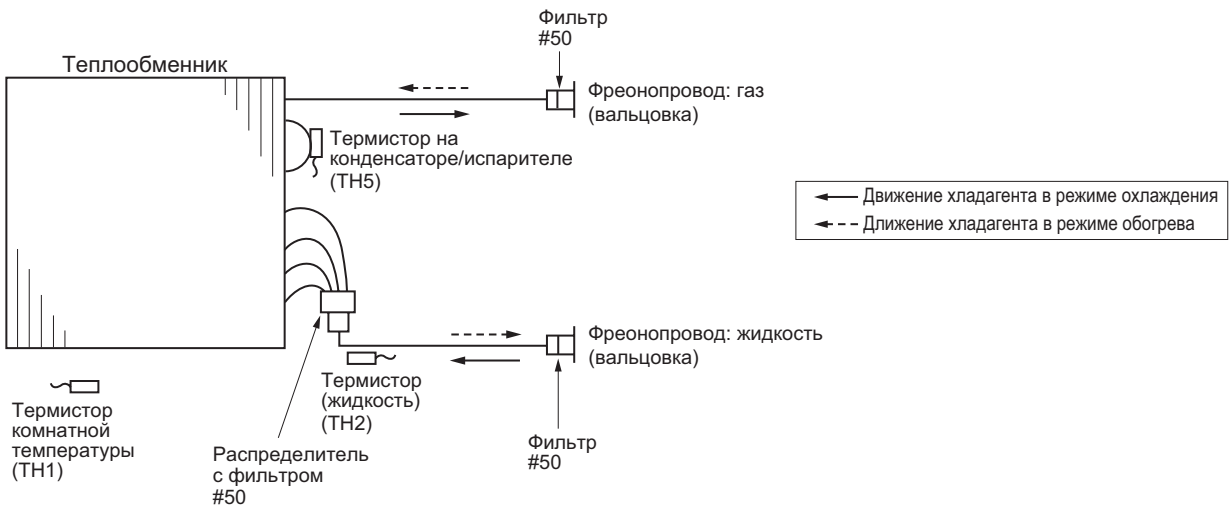 Фильтр
#50
Теплообменник
Фреонопровод: газ
(вальцовка)
Термистор на
конденсаторе/испарителе
(TH5)
Движение хладагента в режиме охлаждения
Длижение хладагента в режиме обогрева
Фреонопровод: жидкость
(вальцовка)
Термистор
(жидкость)
(TH2)
Термистор
комнатной
температуры
(TH1)
Распределитель
с фильтром
#50
Фильтр
#50